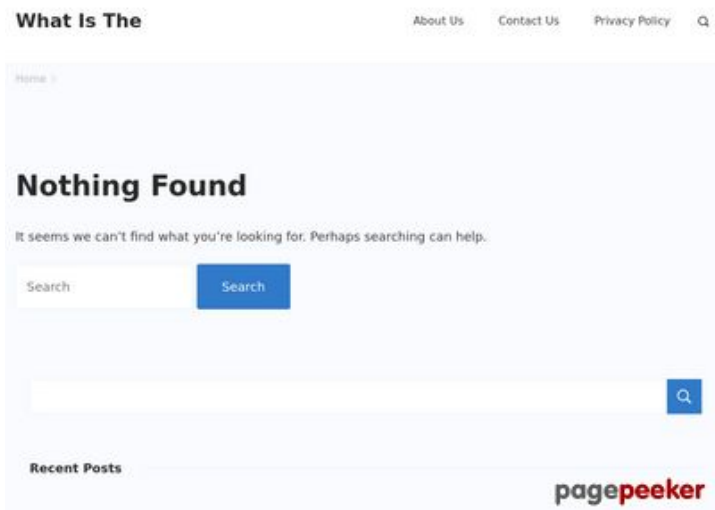 What Is The
About Us Contact Us Privacy Policy
Home
Nothing Found
It seems we can't find what you're looking for. Perhaps searching can help.
Search Search
Recent Posts
pagepeeker